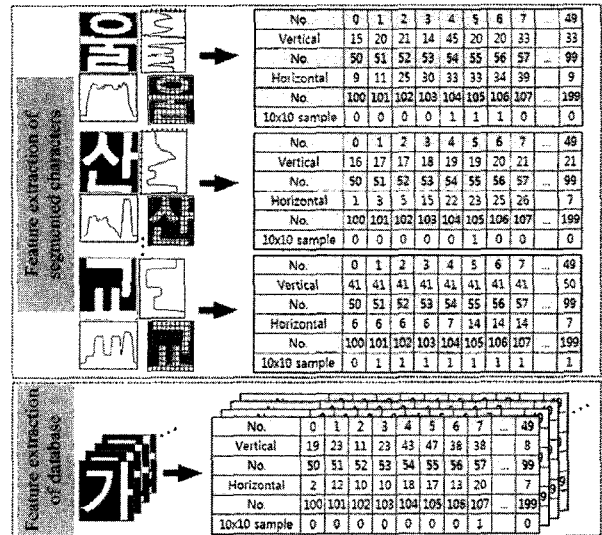 Feature extraction of
segmented characters
울
No. 0 1 2 3 4 5 6 7 ... 49
Vertical 15 20 21 14 45 20 20 33 33
No. 50 51 52 53 54 55 56 57 ... 99
Horizontal 9 11 25 30 33 33 34 39 9
No. 100 101 102 103 104 105 106 107 ... 199
10x10 sample 0 0 0 0 1 1 1 0 0
산
No. 0 1 2 3 4 5 6 7 ... 49
Vertical 16 17 17 18 19 19 20 21 21
No. 50 51 52 53 54 55 56 57 ... 99
Horizontal 1 3 5 15 22 23 25 26 7
No. 100 101 102 103 104 105 106 107 ... 199
10x10 sample 0 0 0 0 0 1 0 0 0
No. 0 1 2 3 4 5 6 7 ... 49
Vertical 41 41 41 41 41 41 41 41 50
No. 50 51 52 53 54 55 56 57 ... 99
Horizontal 6 6 6 6 7 14 14 14 7
No. 100 101 102 103 104 105 106 107 ... 199
10x10 sample 0 1 1 1 1 1 1 1 1
Feature extraction
of database
가
No. 0 1 2 3 4 5 6 7 ... 49
Vertical 19 23 11 23 43 47 38 38 8
No. 50 51 52 53 54 55 56 57 ... 99
Horizontal 2 12 10 10 18 17 13 20 7
No. 100 101 102 103 104 105 106 107 ... 199
10x10 sample 0 0 0 0 0 0 0 1 0 0